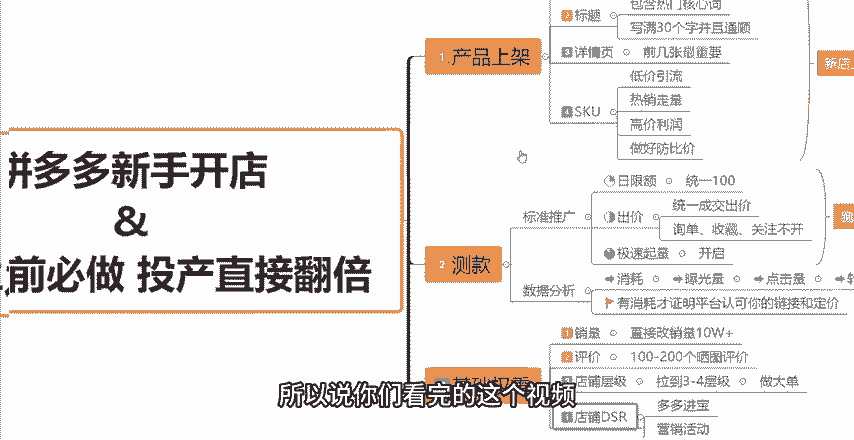 拼多多新手开店
&
前必做 投产直接翻倍
1.产品上架
2 标题
包含热门核心词
写满30个字并且通顺
3 详情页
前几张最重要
4 SKU
低价引流
热销走量
高价利润
做好防比价
新店
2 测款
标准推广
日限额
统一100
出价
统一成交出价
询单、收藏、关注不开
极速起量
开启
数据分析
消耗
曝光量
点击量
有消耗才证明平台认可你的链接和定价
1 销量
直接改销量10W+
2 评价
100-200个晒图评价
店铺层级
拉到3-4层级
做大单
店铺DSR
多多进宝
营销活动
所以说你们看完的这个视频